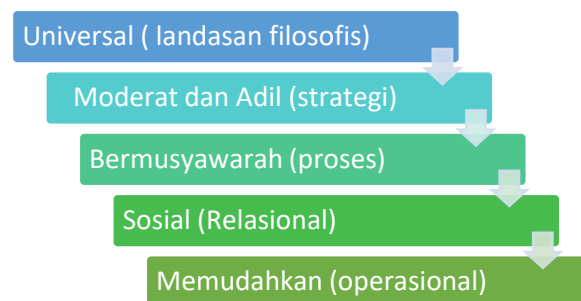 Universal ( landasan filosofis)
Moderat dan Adil (strategi)
Bermusyawarah (proses)
Sosial (Relasional)
Memudahkan (operasional)